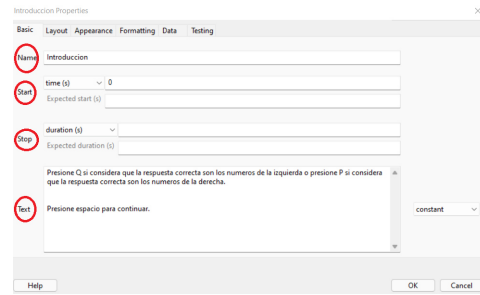 Introduccion Properties ×
Basic Layout Appearance Formatting Data Testing
Name Introduccion
Start time (s) 0
Expected start (s)
Stop duration (s)
Expected duration (s)
Text Presione Q si considera que la respuesta correcta son los numeros de la izquierda o presione P si considera
que la respuesta correcta son los numeros de la derecha.
Presione espacio para continuar.
constant
Help OK Cancel